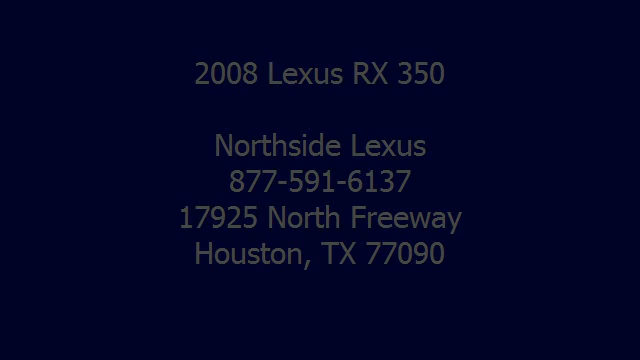 2008 Lexus RX 350
Northside Lexus
877-591-6137
17925 North Freeway
Houston, TX 77090